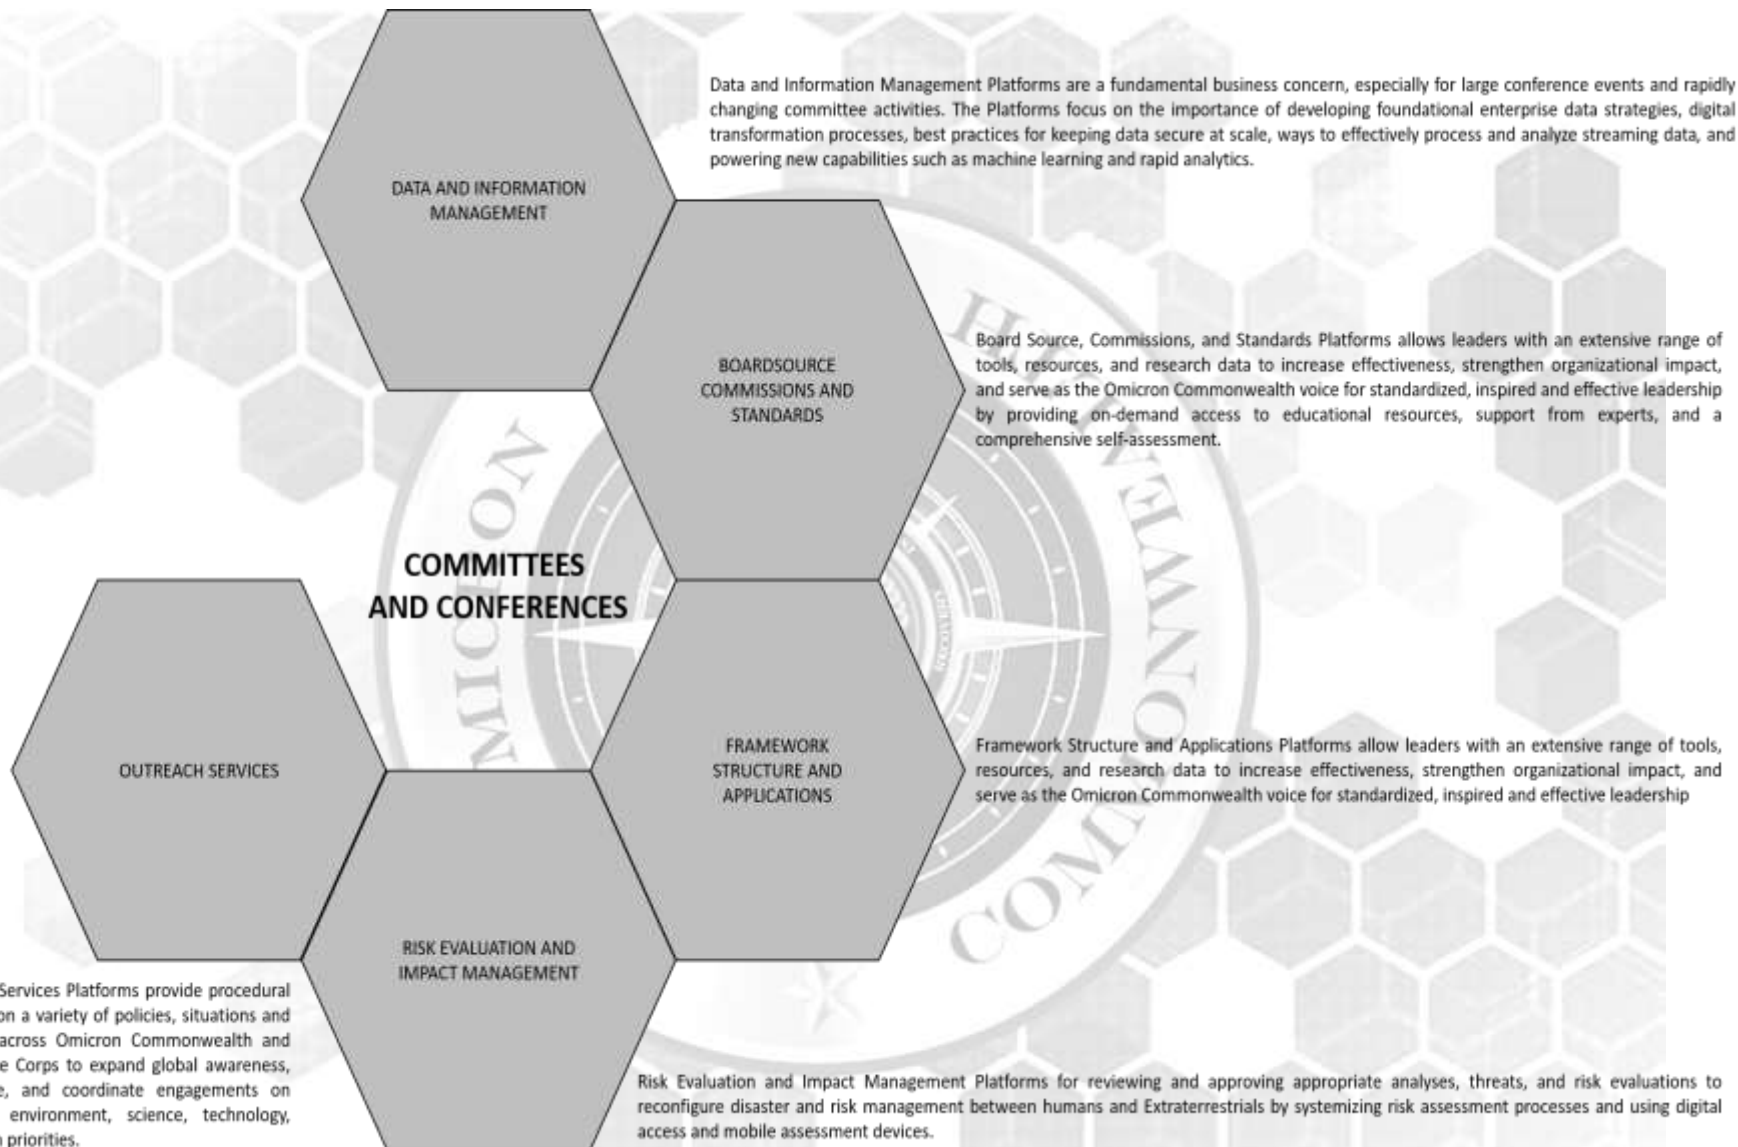 Data and Information Management Platforms are a fundamental business concern, especially for large conference events and rapidly
changing committee activities. The Platforms focus on the importance of developing foundational enterprise data strategies, digital
transformation processes, best practices for keeping data secure at scale, ways to effectively process and analyze streaming data, and
powering new capabilities such as machine learning and rapid analytics.
DATA AND INFORMATION
MANAGEMENT
BOARDSOURCE
COMMISSIONS AND
STANDARDS
Board Source, Commissions, and Standards Platforms allows leaders with an extensive range of
tools, resources, and research data to increase effectiveness, strengthen organizational impact,
and serve as the Omicron Commonwealth voice for standardized, inspired and effective leadership
by providing on-demand access to educational resources, support from experts, and a
comprehensive self-assessment.
COMMITTEES
AND CONFERENCES
OUTREACH SERVICES
FRAMEWORK
STRUCTURE AND
APPLICATIONS
Framework Structure and Applications Platforms allow leaders with an extensive range of tools,
resources, and research data to increase effectiveness, strengthen organizational impact, and
serve as the Omicron Commonwealth voice for standardized, inspired and effective leadership
RISK EVALUATION AND
IMPACT MANAGEMENT
Services Platforms provide procedural
on a variety of policies, situations and
across Omicron Commonwealth and
Corps to expand global awareness,
and coordinate engagements on
environment, science, technology,
priorities.
Risk Evaluation and Impact Management Platforms for reviewing and approving appropriate analyses, threats, and risk evaluations to
reconfigure disaster and risk management between humans and Extraterrestrials by systemizing risk assessment processes and using digital
access and mobile assessment devices.
MICRON
COMMONWEALTH